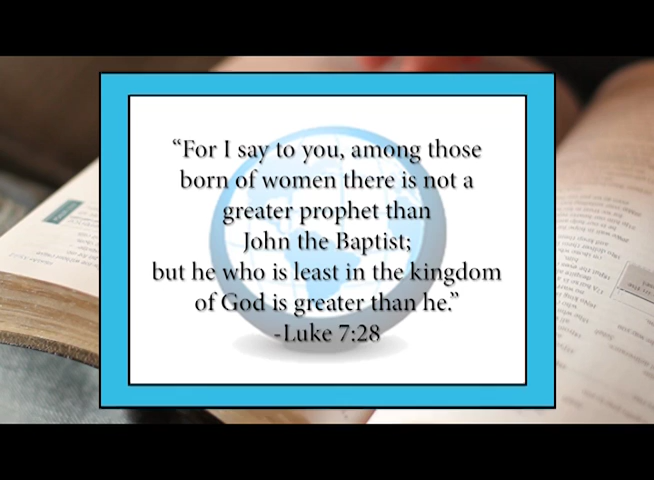 “For I say to you, among those
born of women there is not a
greater prophet than
John the Baptist;
but he who is least in the kingdom
of God is greater than he.”
-Luke 7:28